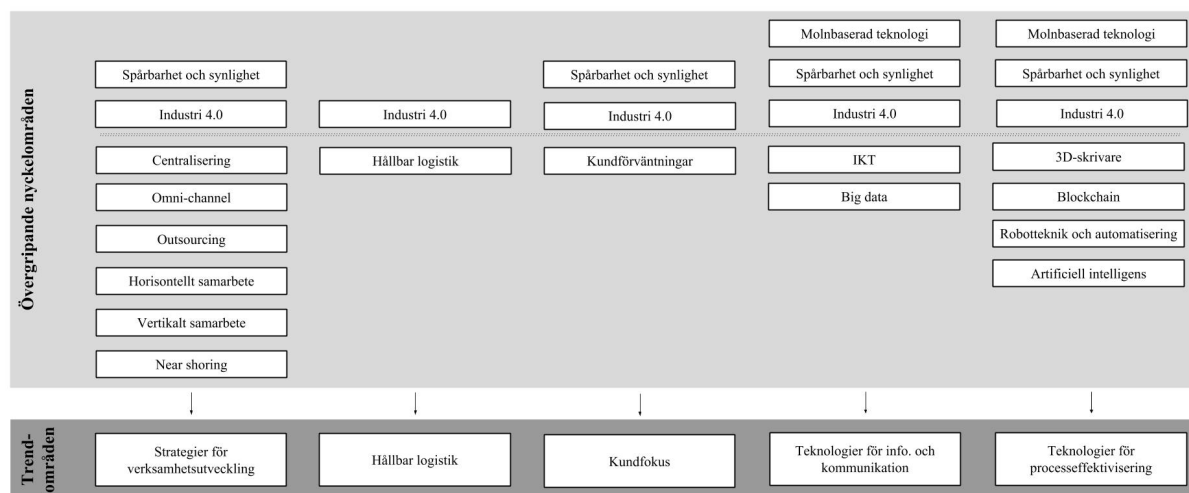 Övergripande nyckelområden
Molnbaserad teknologi
Molnbaserad teknologi
Spårbarhet och synlighet
Spårbarhet och synlighet
Spårbarhet och synlighet
Spårbarhet och synlighet
Industri 4.0
Industri 4.0
Industri 4.0
Industri 4.0
Industri 4.0
Centralisering
Hållbar logistik
Kundförväntningar
IKT
3D-skrivare
Omni-channel
Big data
Blockchain
Outsourcing
Robotteknik och automatisering
Horisontellt samarbete
Artificiell intelligens
Vertikalt samarbete
Near shoring
Trend-
områden
Strategier för
verksamhetsutveckling
Hållbar logistik
Kundfokus
Teknologier för info. och
kommunikation
Teknologier för
processeffektivisering